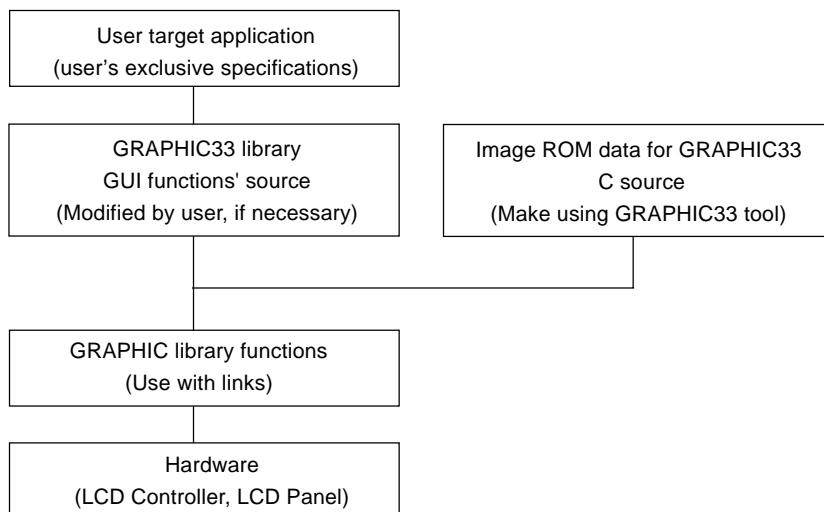 User target application
(user’s exclusive specifications)
GRAPHIC33 library
GUI functions' source
(Modified by user, if necessary)
Image ROM data for GRAPHIC33
C source
(Make using GRAPHIC33 tool)
GRAPHIC library functions
(Use with links)
Hardware
(LCD Controller, LCD Panel)